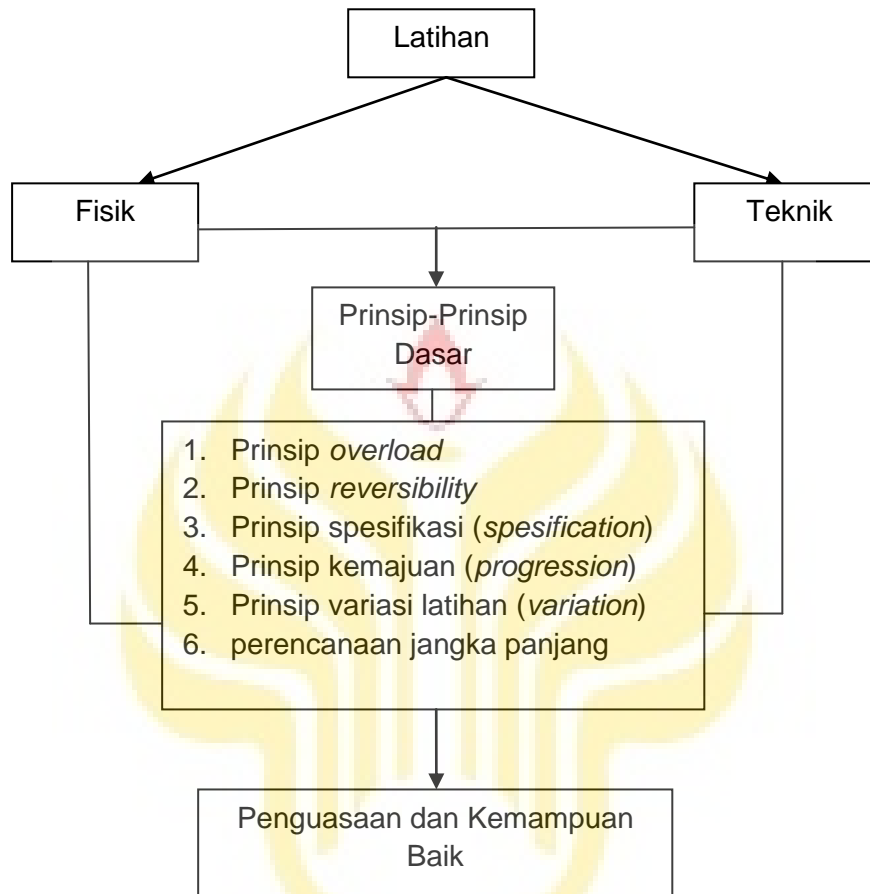 Latihan
Fisik
Teknik
Prinsip-Prinsip
Dasar
1. Prinsip overload
2. Prinsip reversibility
3. Prinsip spesifikasi (spesification)
4. Prinsip kemajuan (progression)
5. Prinsip variasi latihan (variation)
6. perencanaan jangka panjang
Penguasaan dan Kemampuan
Baik